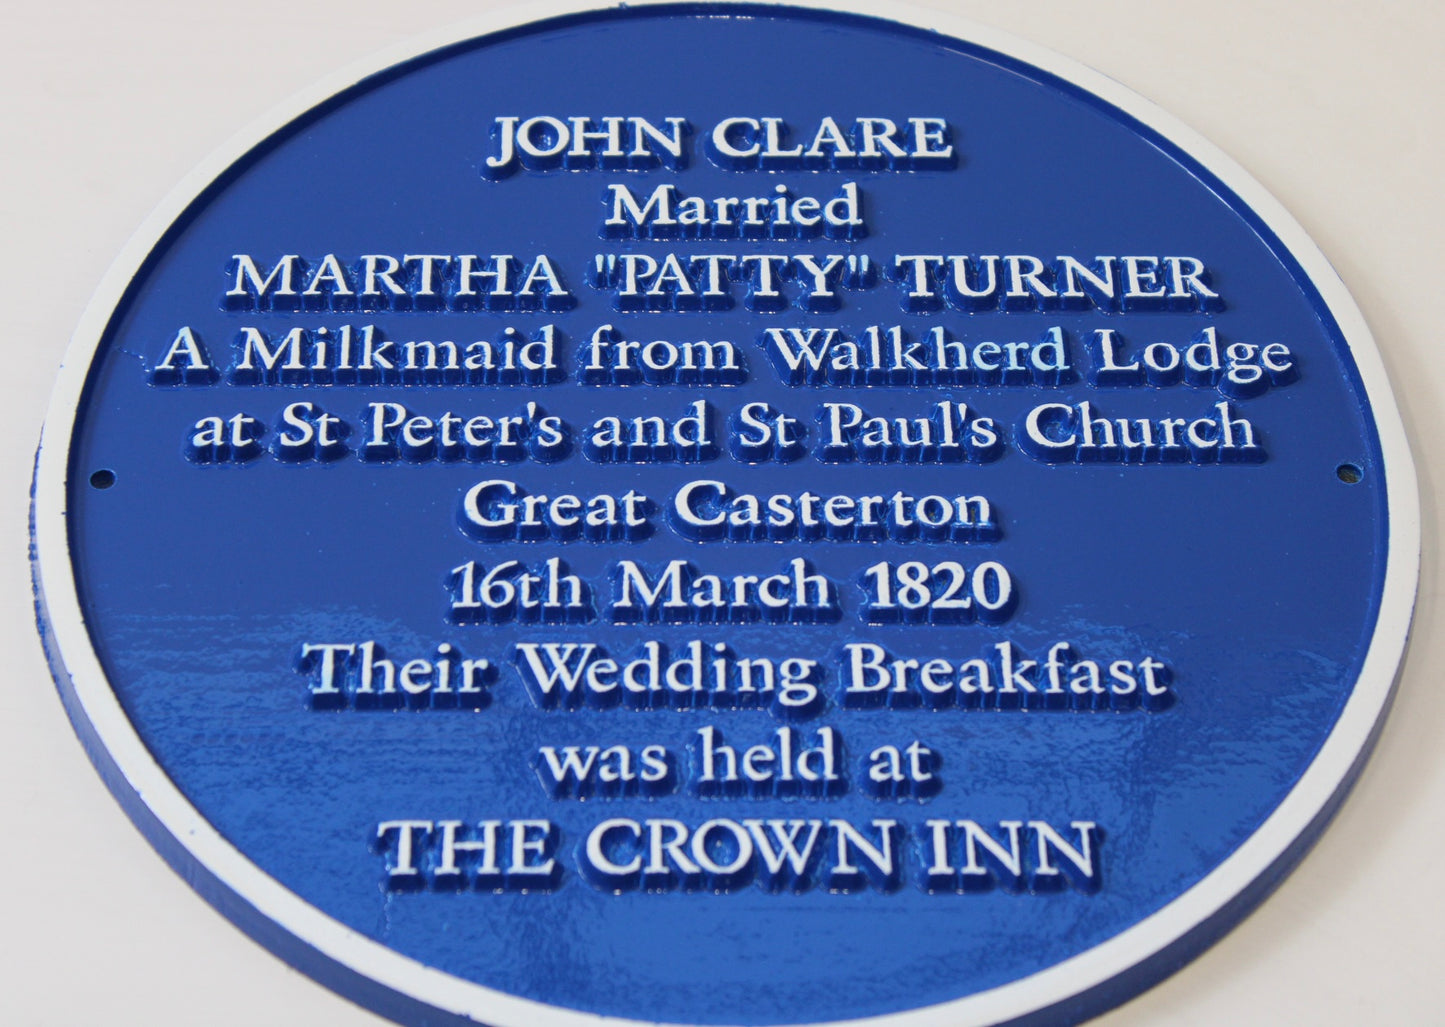 JOHN CLARE
Married
MARTHA "PATTY" TURNER
A Milkmaid from Walkherd Lodge
at St Peter's and St Paul's Church
Great Casterton
16th March 1820
Their Wedding Breakfast
was held at
THE CROWN INN